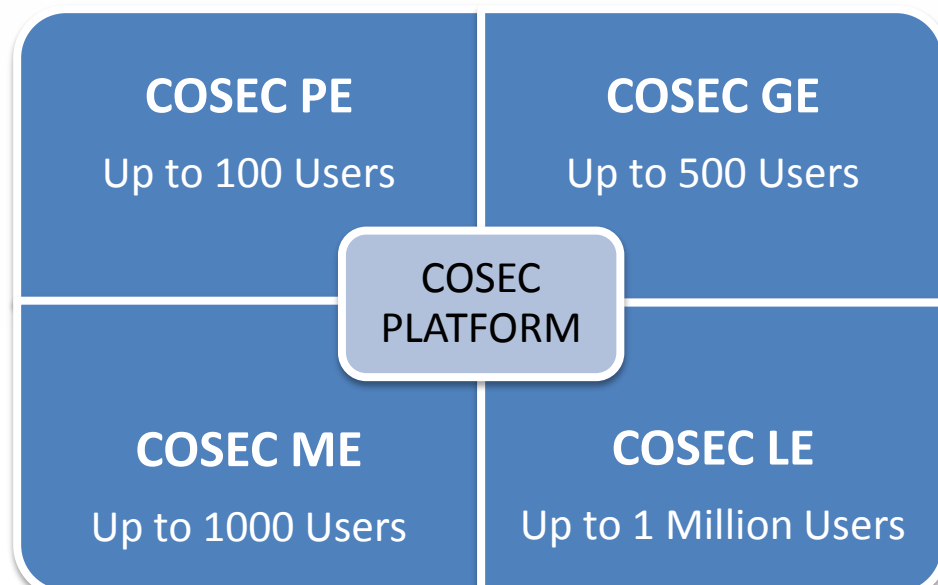 COSEC PE
Up to 100 Users
COSEC GE
Up to 500 Users
COSEC
PLATFORM
COSEC ME
Up to 1000 Users
COSEC LE
Up to 1 Million Users